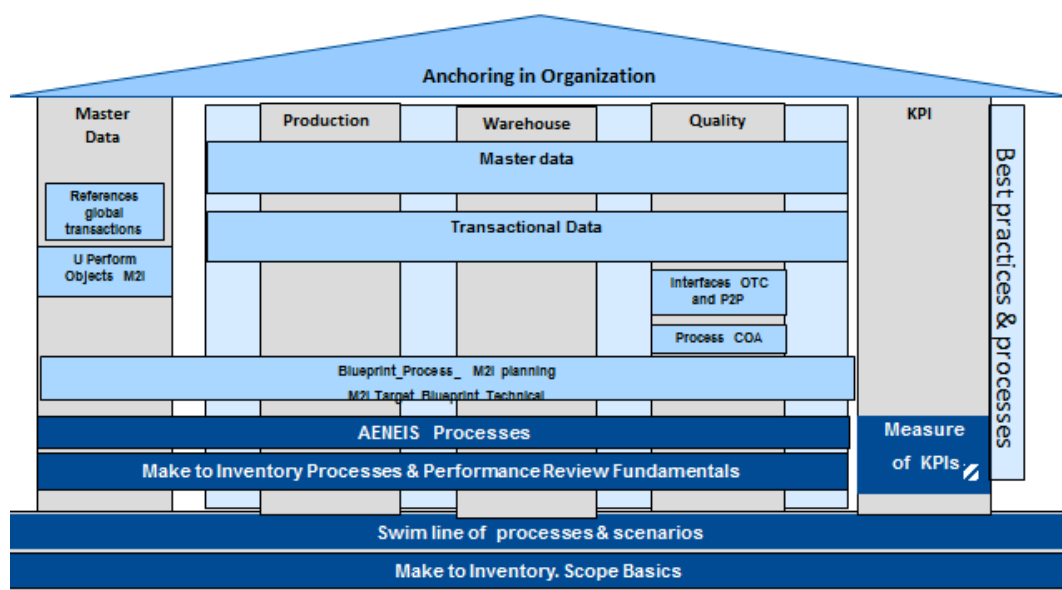 Anchoring in Organization
Master
Data
Production
Warehouse
Quality
KPI
Master data
References
global
transactions
Transactional Data
U Perform
Objects M2I
Interfaces OTC
and P2P
Process COA
Blueprint_Process_ M2I planning
M2I Target Blueprint Technical
AENEIS Processes
Make to Inventory Processes & Performance Review Fundamentals
Measure
of KPIs.
Best practices & processes
Swim line of processes & scenarios
Make to Inventory. Scope Basics